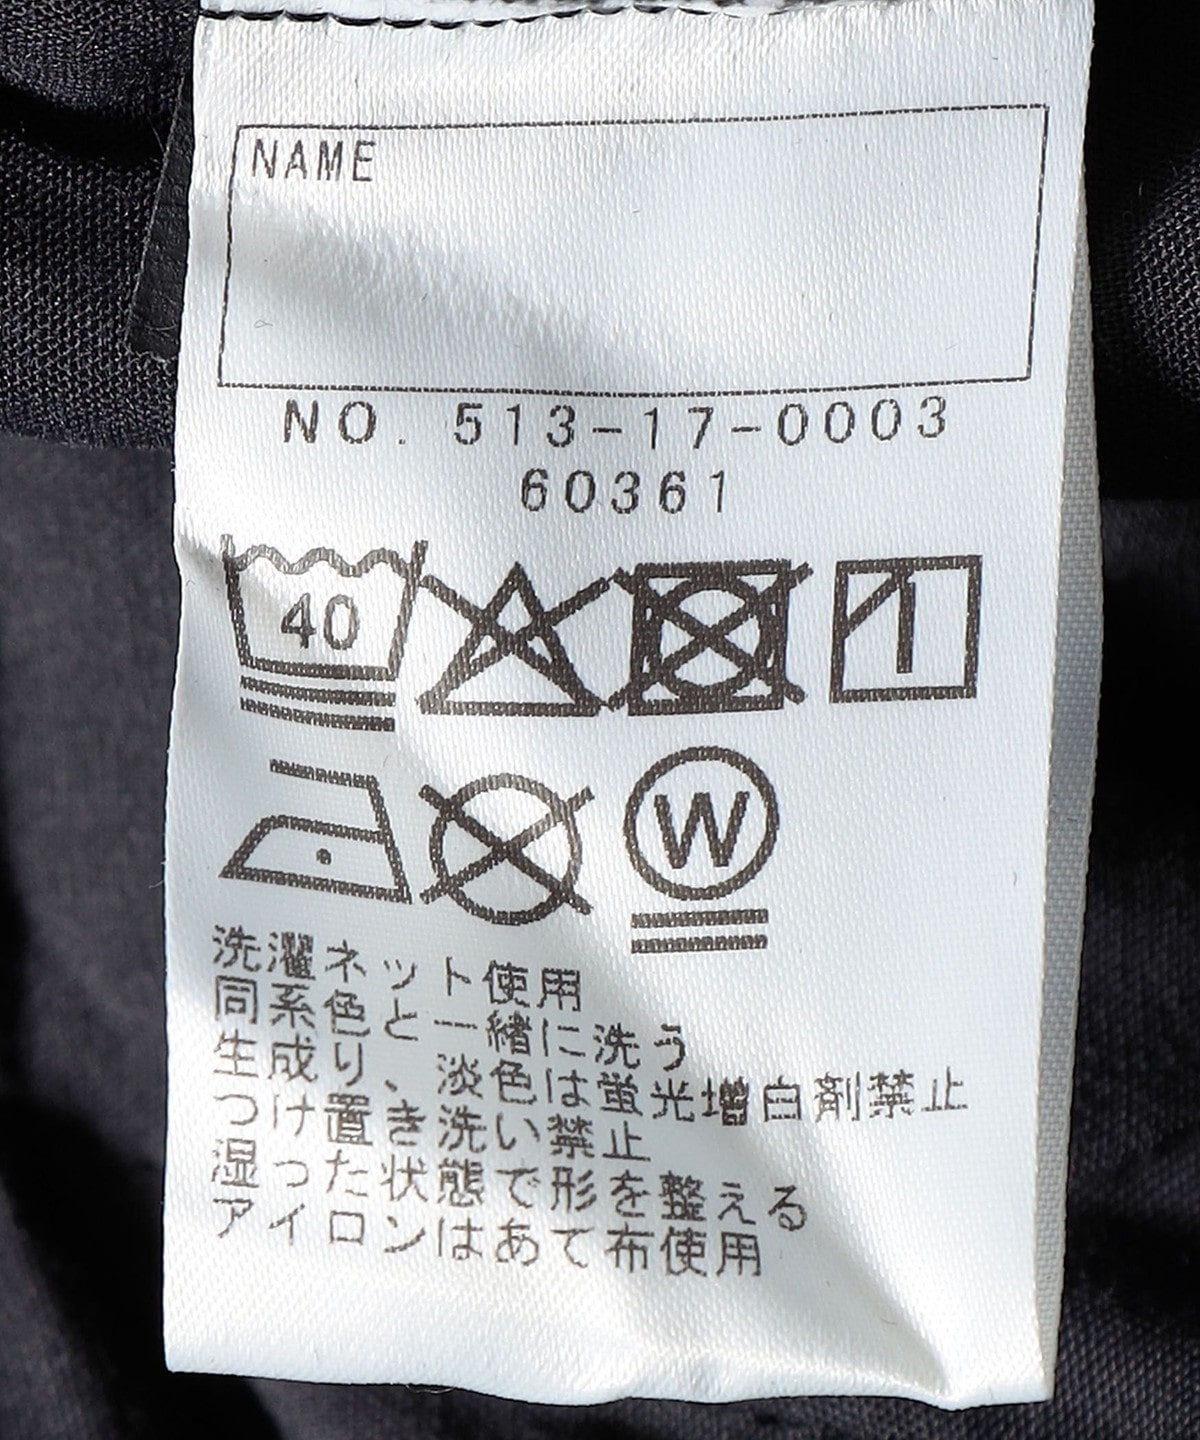 NAME
NO. 513-17-0003
60361
40
W
洗濯ネット使用
同系色と一緒に洗う
生成り、淡色は蛍光増白剤禁止
つけ置き洗い禁止
湿った状態で形を整える
アイロンはあて布使用